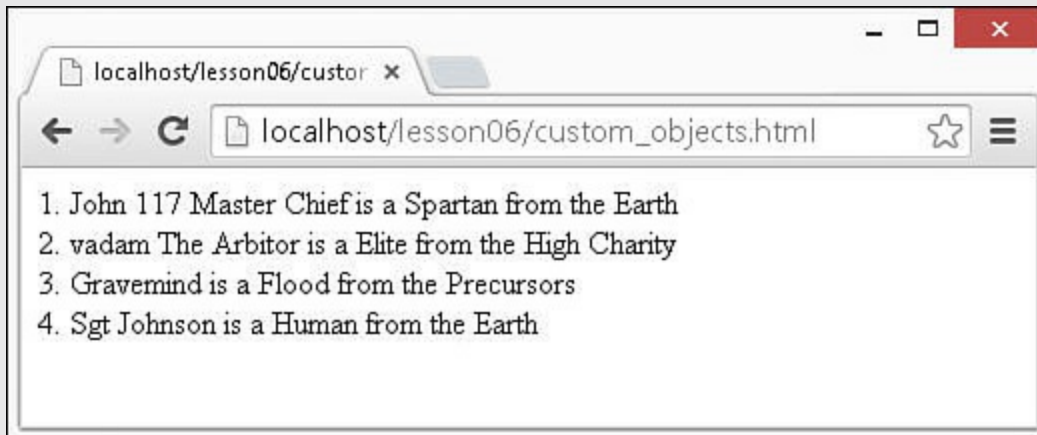 localhost/lesson06/custor
localhost/lesson06/custom_objects.html
1. John 117 Master Chief is a Spartan from the Earth
2. vadam The Arbitor is a Elite from the High Charity
3. Gravemind is a Flood from the Precursors
4. Sgt Johnson is a Human from the Earth